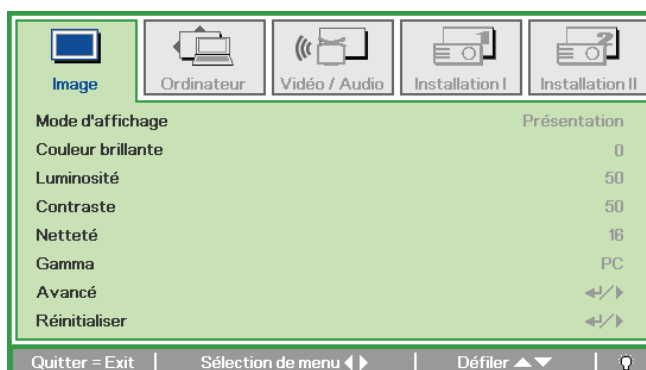 Image Ordinateur Vidéo / Audio Installation I Installation II
Mode d'affichage Présentation
Couleur brillante 0
Luminosité 50
Contraste 50
Netteté 16
Gamma PC
Avancé
Réinitialiser
Quitter = Exit Sélection de menu Défiler